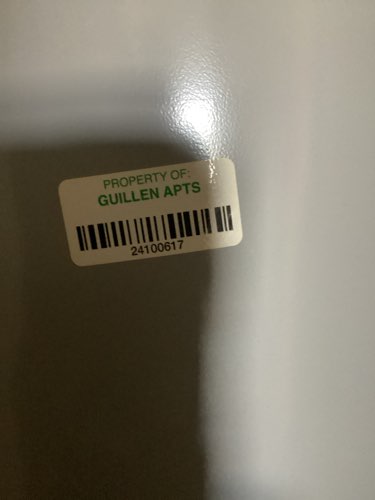 PROPERTY OF:
GUILLEN APTS
24100617